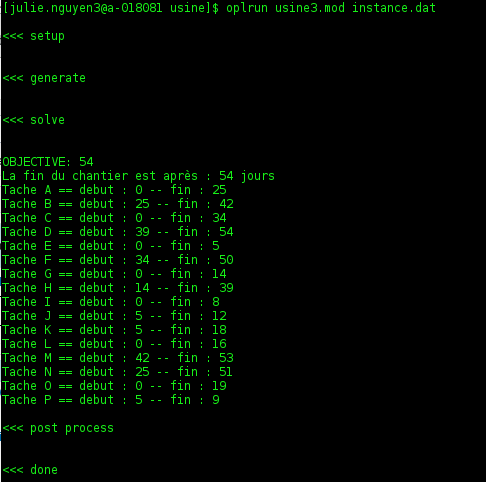 [julie.nguyen3@a-018081 usine]$ oplrun usine3.mod instance.dat
<<< setup
<<< generate
<<< solve
OBJECTIVE: 54
La fin du chantier est après : 54 jours
Tache A == debut : 0 -- fin : 25
Tache B == debut : 25 -- fin : 42
Tache C == debut : 0 -- fin : 34
Tache D == debut : 39 -- fin : 54
Tache E == debut : 0 -- fin : 5
Tache F == debut : 34 -- fin : 50
Tache G == debut : 0 -- fin : 14
Tache H == debut : 14 -- fin : 39
Tache I == debut : 0 -- fin : 8
Tache J == debut : 5 -- fin : 12
Tache K == debut : 5 -- fin : 18
Tache L == debut : 0 -- fin : 16
Tache M == debut : 42 -- fin : 53
Tache N == debut : 25 -- fin : 51
Tache O == debut : 0 -- fin : 19
Tache P == debut : 5 -- fin : 9
<<< post process
<<< done